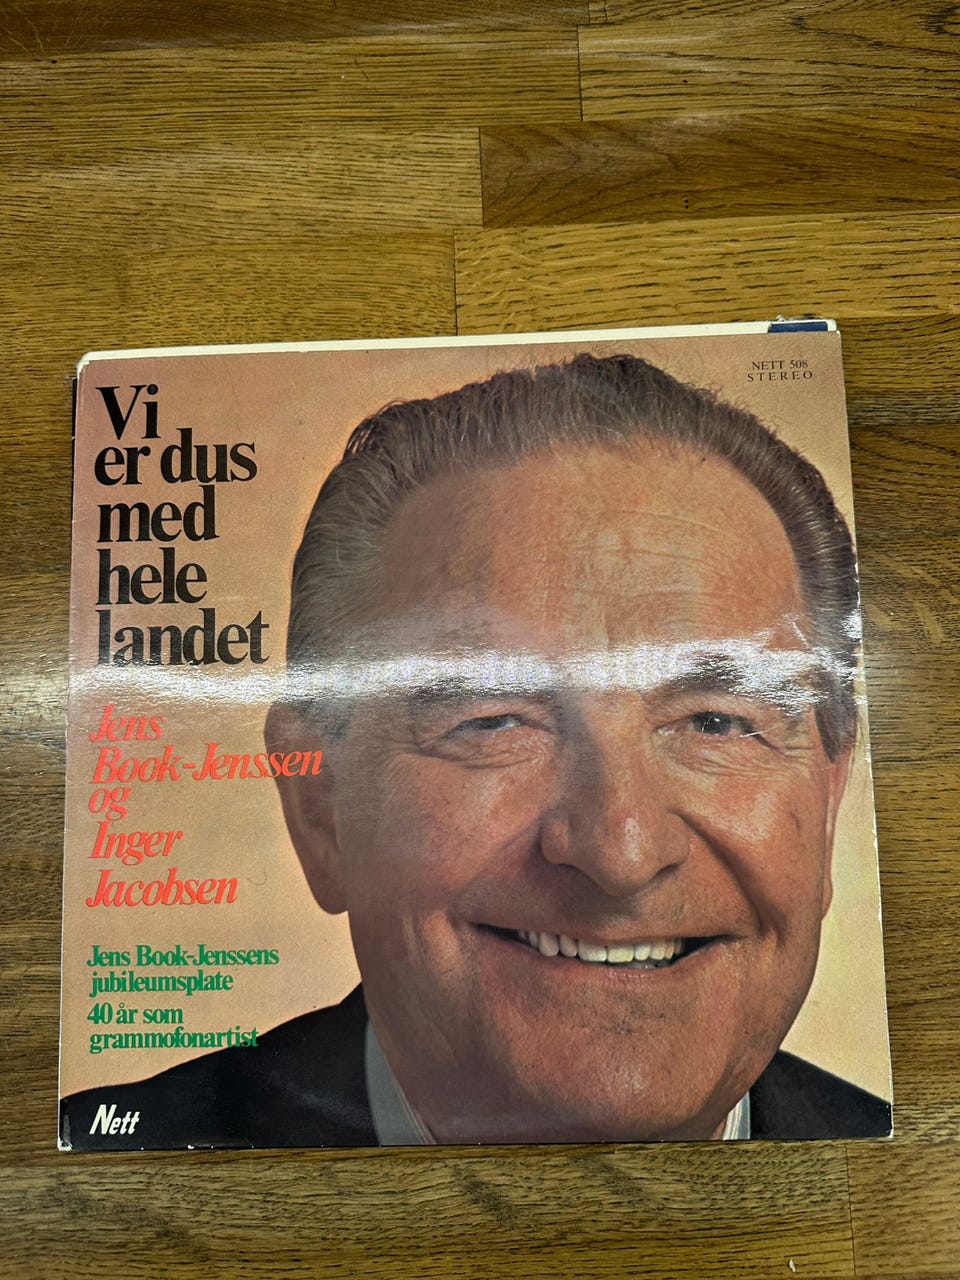 Vi
er dus
med
hele
landet
NETT 508
STEREO
Jens
Book-Jenssen
og
Inger
Jacobsen
Jens Book-Jenssens
jubileumsplate
40 år som
grammofonartist
Nett